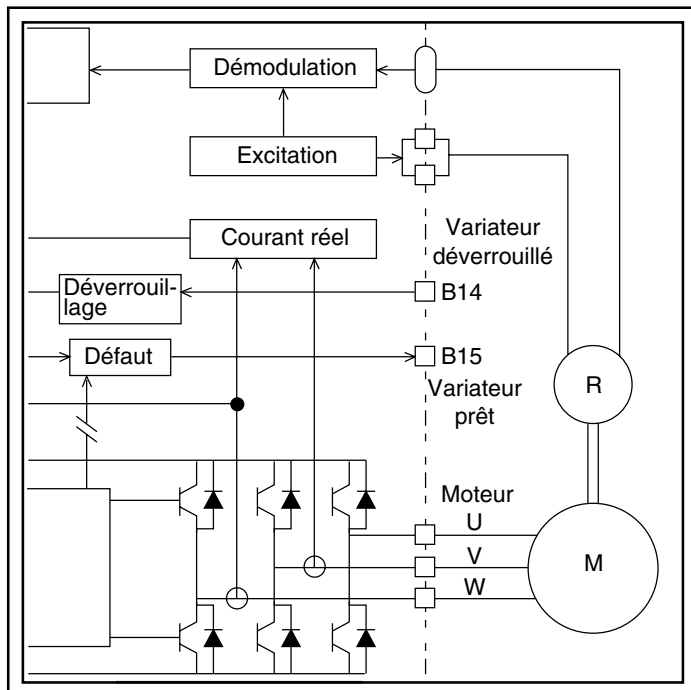 Démodulation
Excitation
Courant réel
Variateur
déverrouillé
Déverrouil-
lage
B14
Défaut
B15
Variateur
prêt
R
Moteur
U
V
W
M